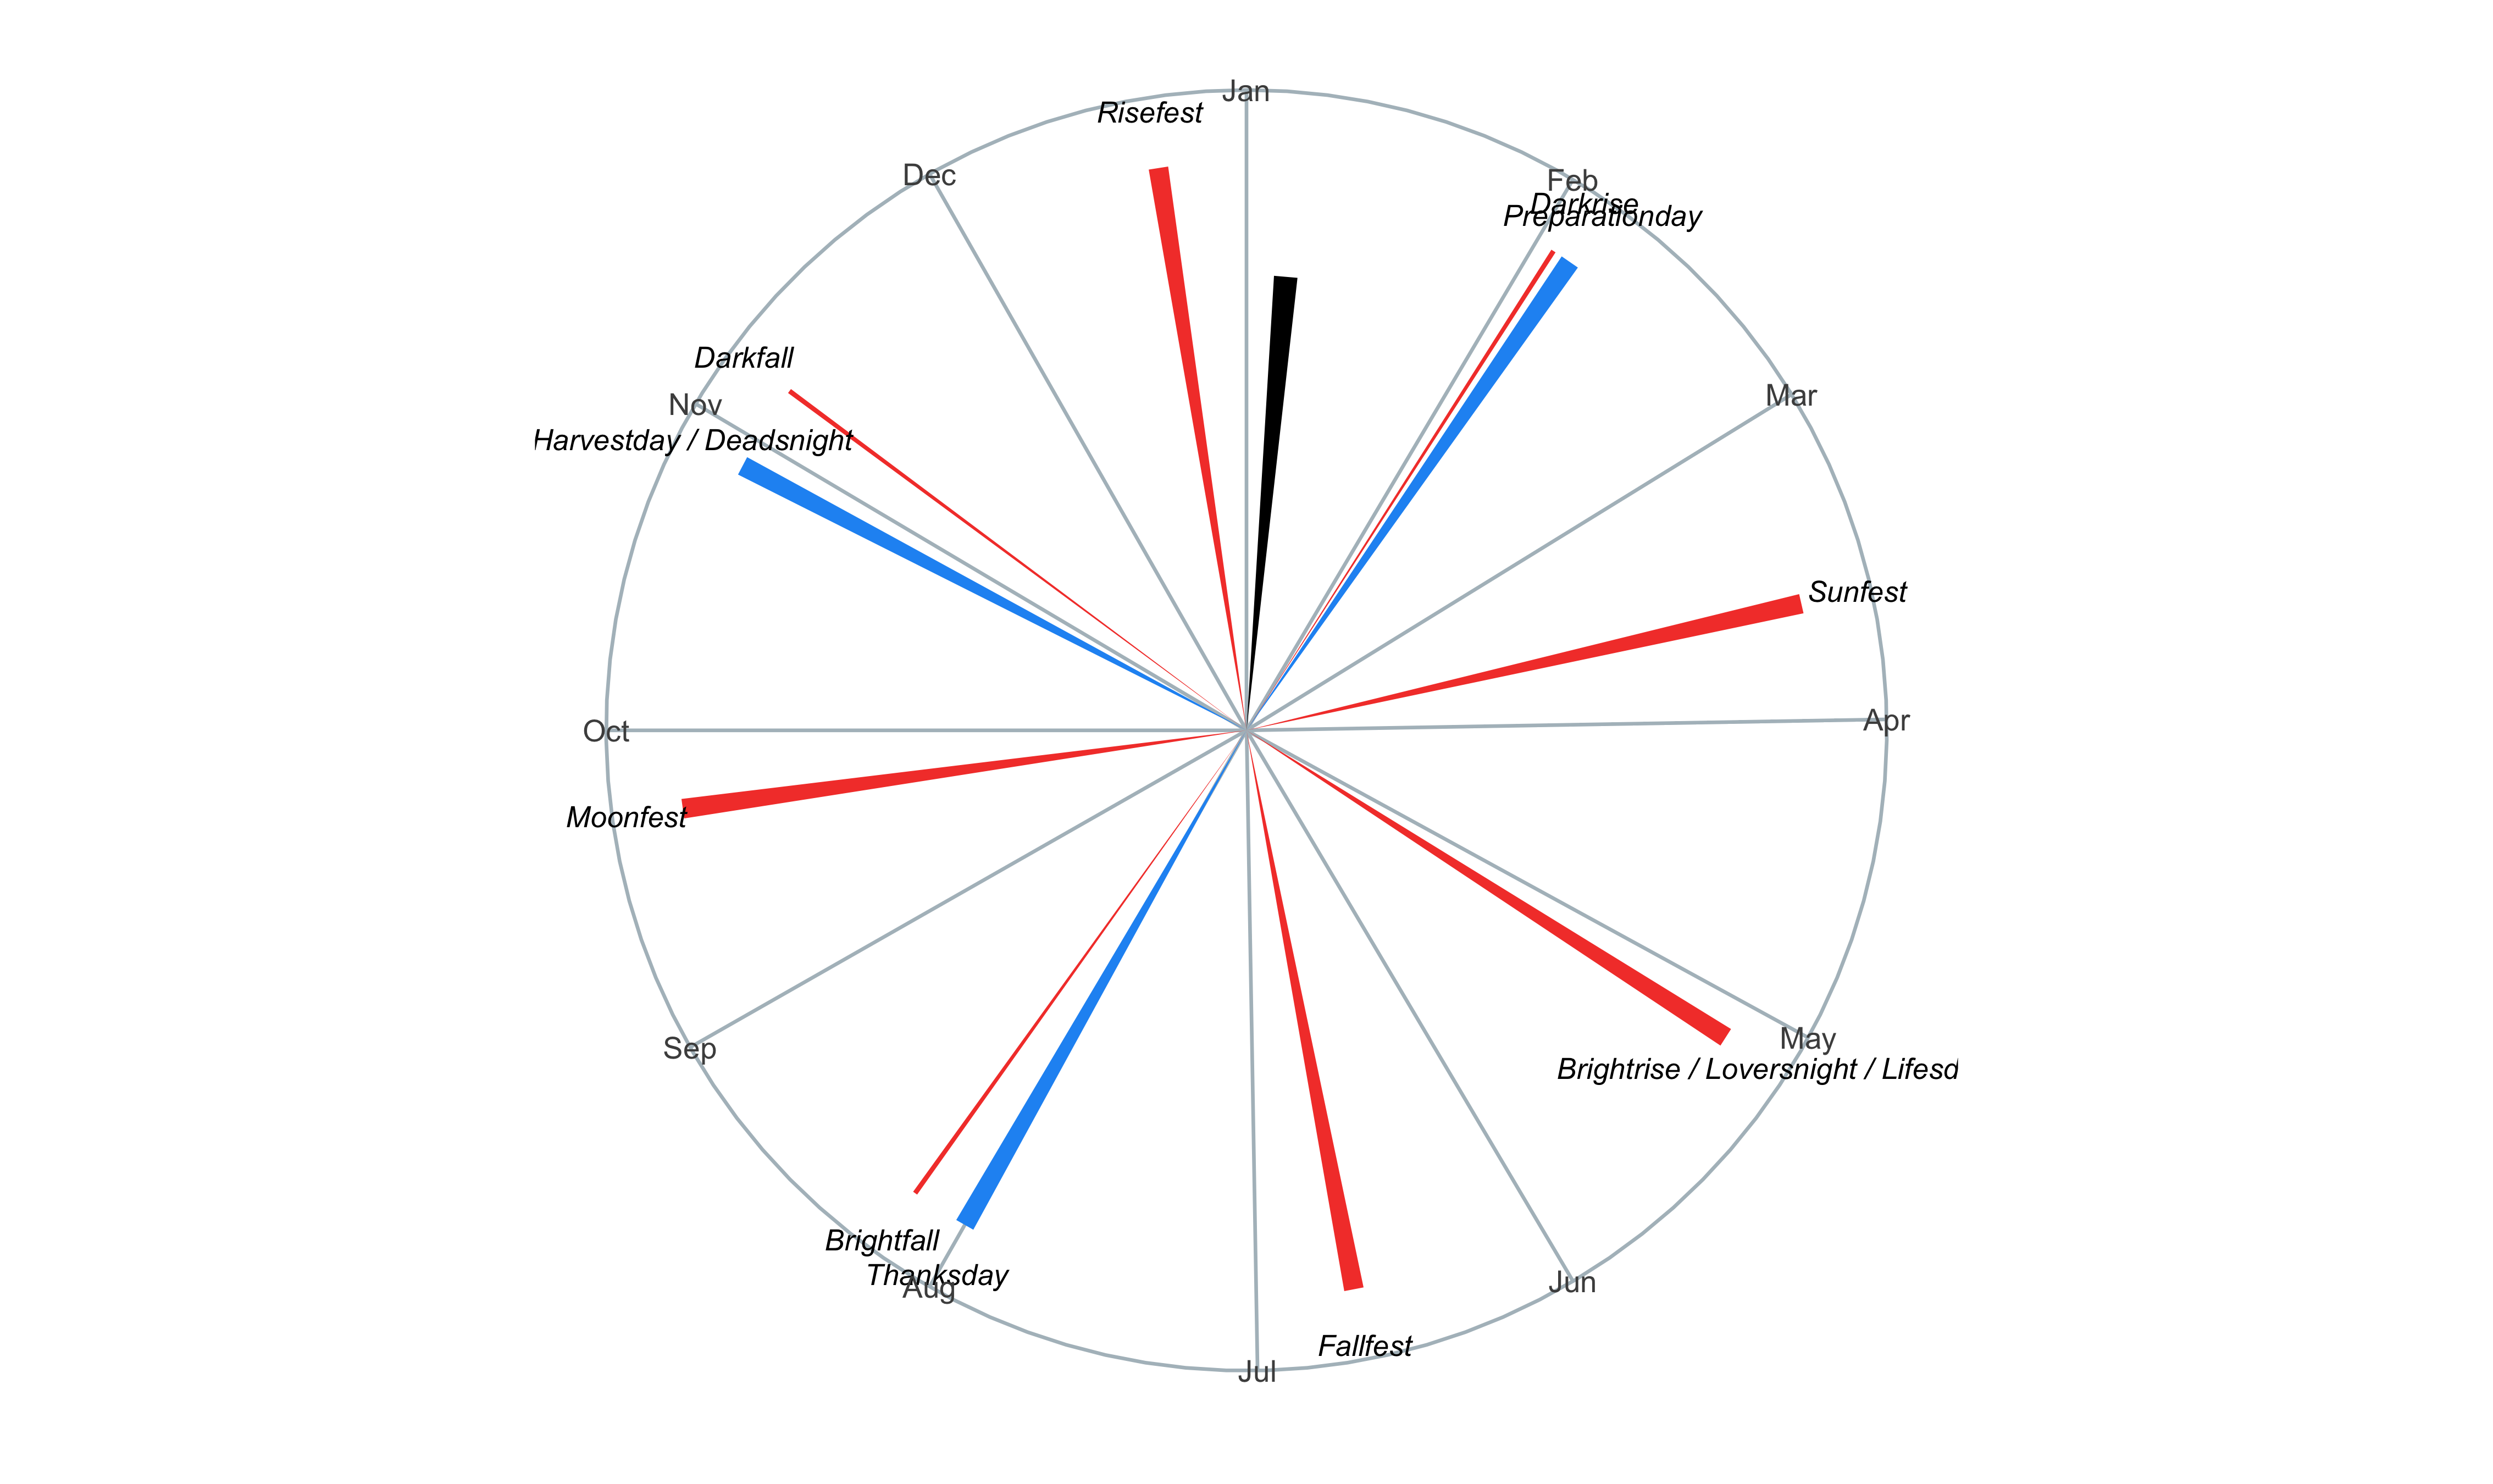 Jan
Risefest
Dec
Feb
Darkrise
Preparationday
Darkfall
Mar
Nov
Harvestday / Deadsnight
Sunfest
Apr
Oct
Moonfest
May
Sep
Brightrise / Loversnight / Lifesd
Brightfall
Thanksday
Jun
Aug
Fallfest
Jul